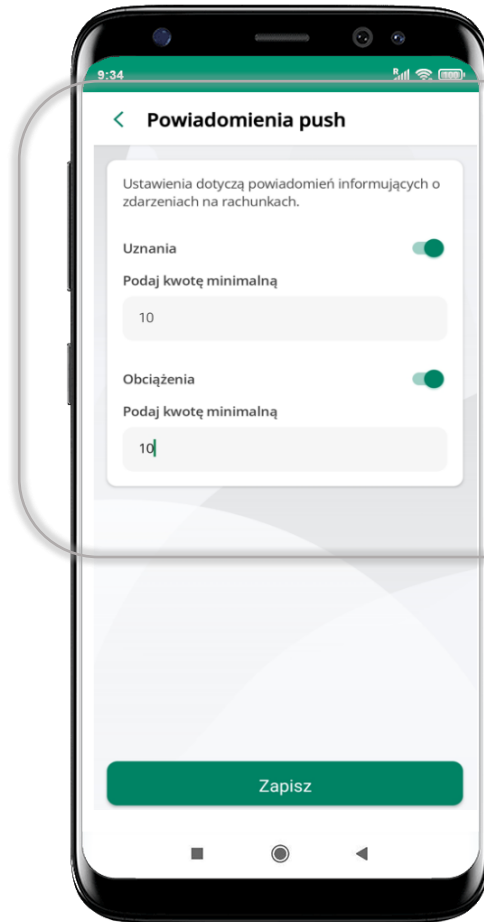 9:34
R
100
Powiadomienia push
Ustawienia dotyczą powiadomień informujących o
zdarzeniach na rachunkach.
Uznania
Podaj kwotę minimalną
10
Obciążenia
Podaj kwotę minimalną
10
Zapisz